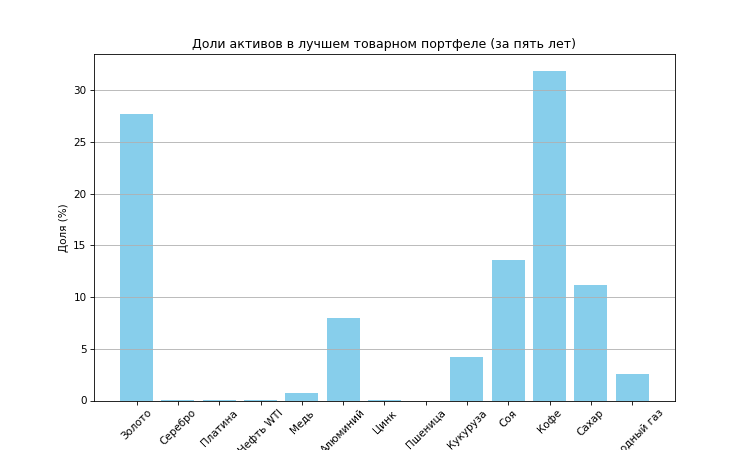 Доли активов в лучшем товарном портфеле (за пять лет)
Доля (%)
30
25
20
15
10
5
0
Золото
Серебро
Платина
Нефть WTI
Медь
Алюминий
Цинк
Пшеница
Кукуруза
Соя
Кофе
Сахар
газ